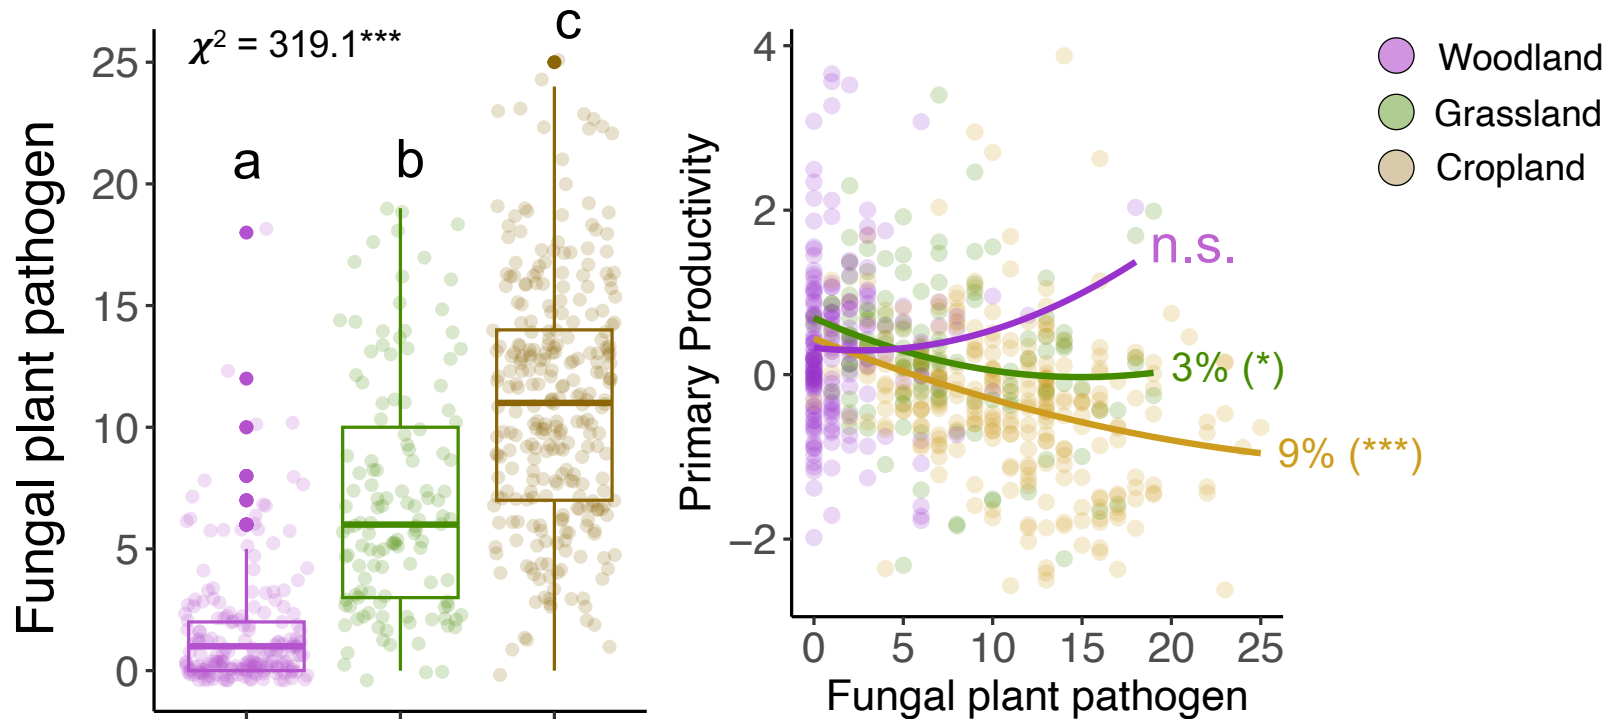 χ² = 319.1***
a
b
c
Fungal plant pathogen
25
20
15
10
5
0
Primary Productivity
4
2
0
−2
n.s.
3% (*)
9% (***)
0 5 10 15 20 25
Fungal plant pathogen
Woodland
Grassland
Cropland